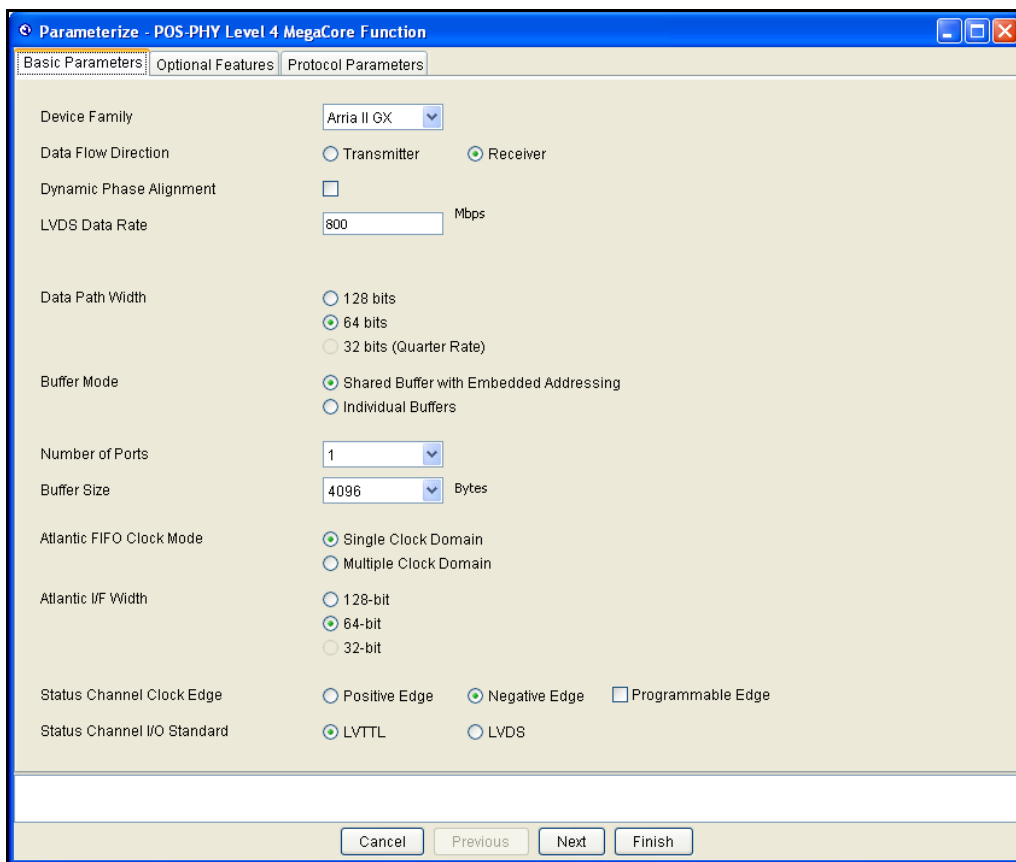 Parameterize - POS-PHY Level 4 MegaCore Function
Basic Parameters Optional Features Protocol Parameters
Device Family Arria II GX
Data Flow Direction Transmitter Receiver
Dynamic Phase Alignment
LVDS Data Rate 800 Mbps
Data Path Width 128 bits
64 bits
32 bits (Quarter Rate)
Buffer Mode Shared Buffer with Embedded Addressing
Individual Buffers
Number of Ports 1
Buffer Size 4096 Bytes
Atlantic FIFO Clock Mode Single Clock Domain
Multiple Clock Domain
Atlantic I/F Width 128-bit
64-bit
32-bit
Status Channel Clock Edge Positive Edge Negative Edge Programmable Edge
Status Channel I/O Standard LVTTL LVDS
Cancel Previous Next Finish